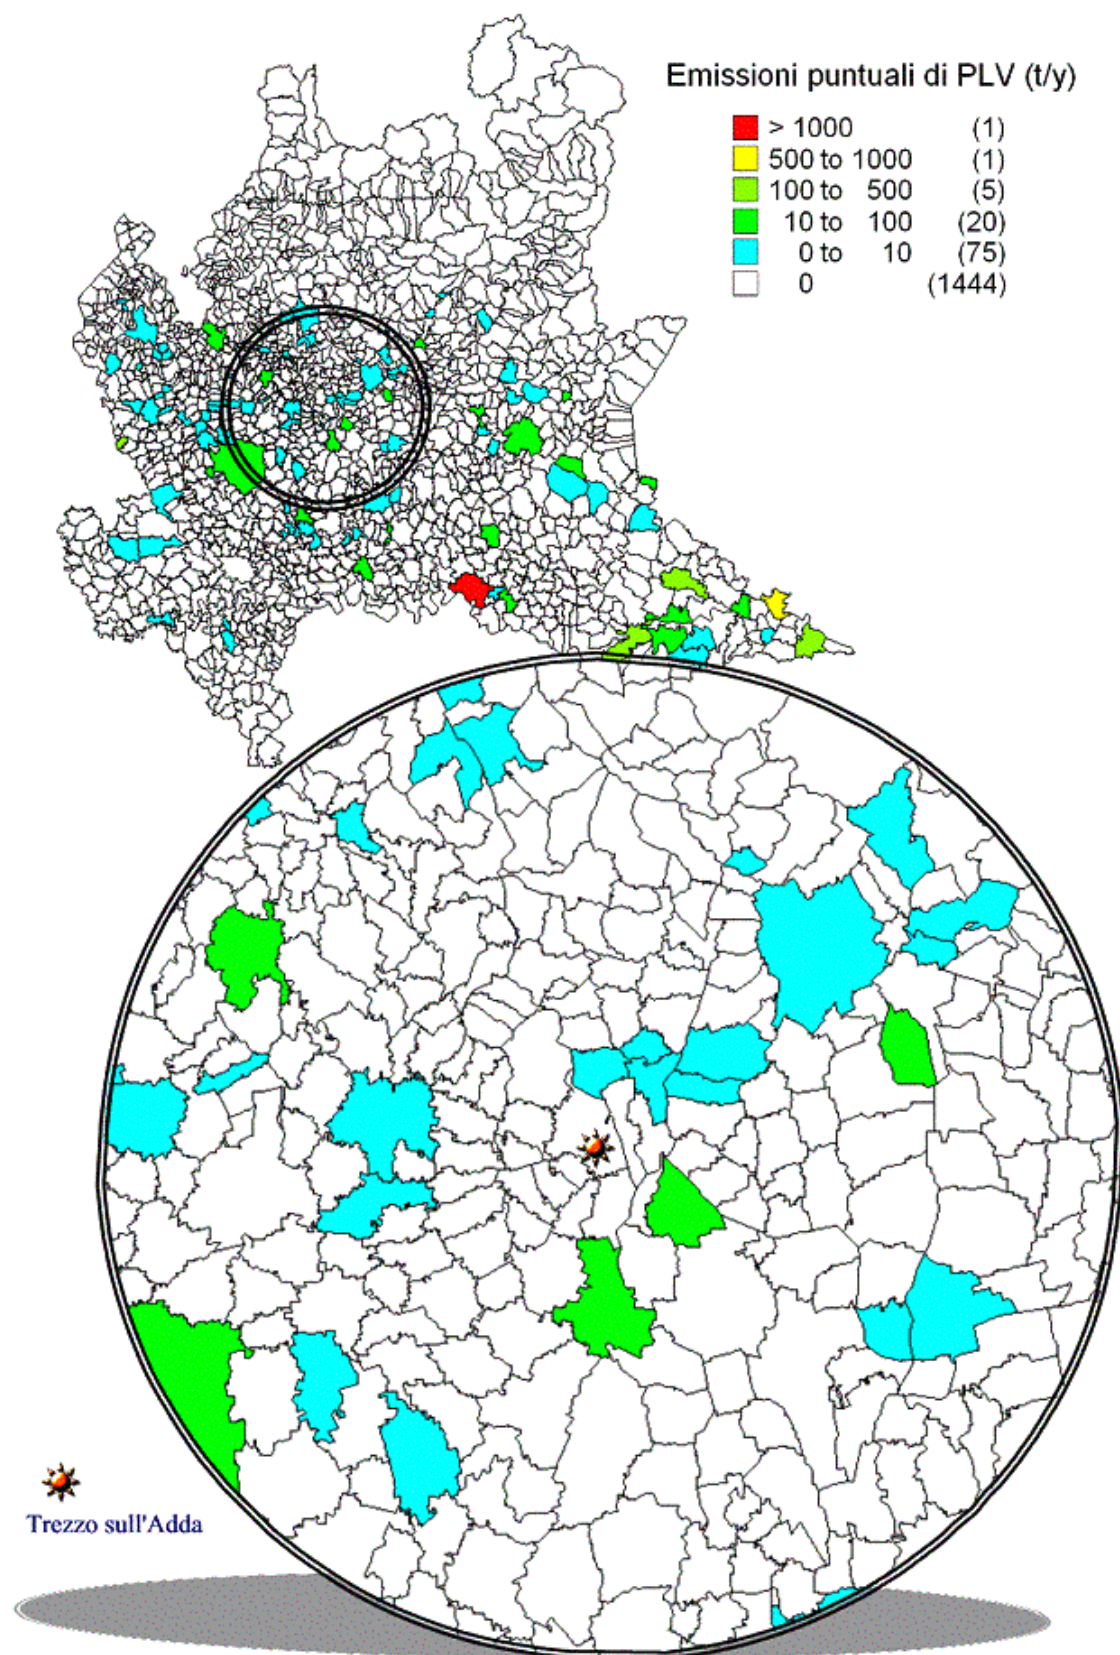 Emissioni puntuali di PLV (t/y)
> 1000 (1)
500 to 1000 (1)
100 to 500 (5)
10 to 100 (20)
0 to 10 (75)
0 (1444)
Trezzo sull'Adda